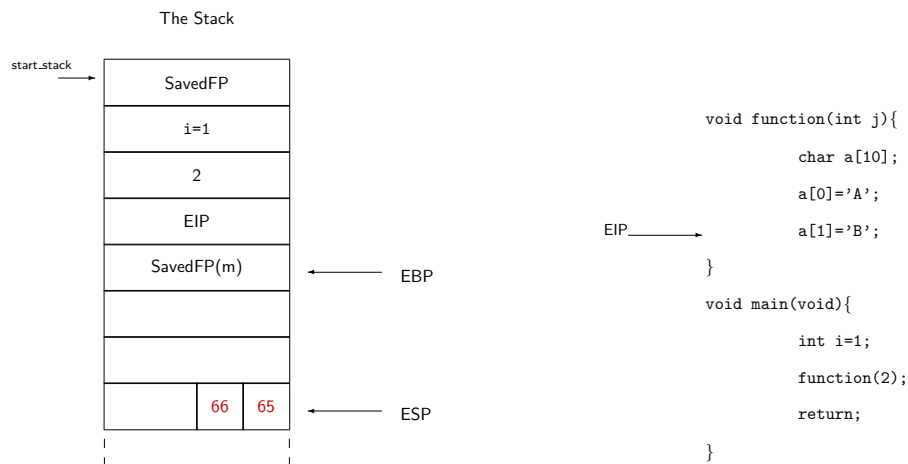 The Stack
start_stack
SavedFP
i=1
2
EIP
SavedFP(m)
EBP
66 65
ESP
void function(int j){
char a[10];
a[0]='A';
EIP
a[1]='B';
}
void main(void){
int i=1;
function(2);
return;
}